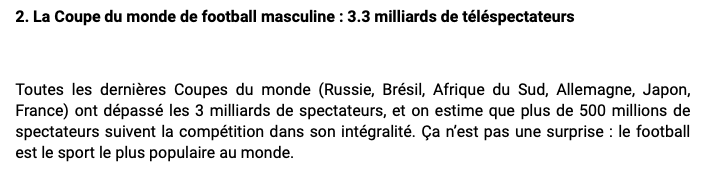 2. La Coupe du monde de football masculine : 3.3 milliards de téléspectateurs
Toutes les dernières Coupes du monde (Russie, Brésil, Afrique du Sud, Allemagne, Japon,
France) ont dépassé les 3 milliards de spectateurs, et on estime que plus de 500 millions de
spectateurs suivent la compétition dans son intégralité. Ça n’est pas une surprise : le football
est le sport le plus populaire au monde.